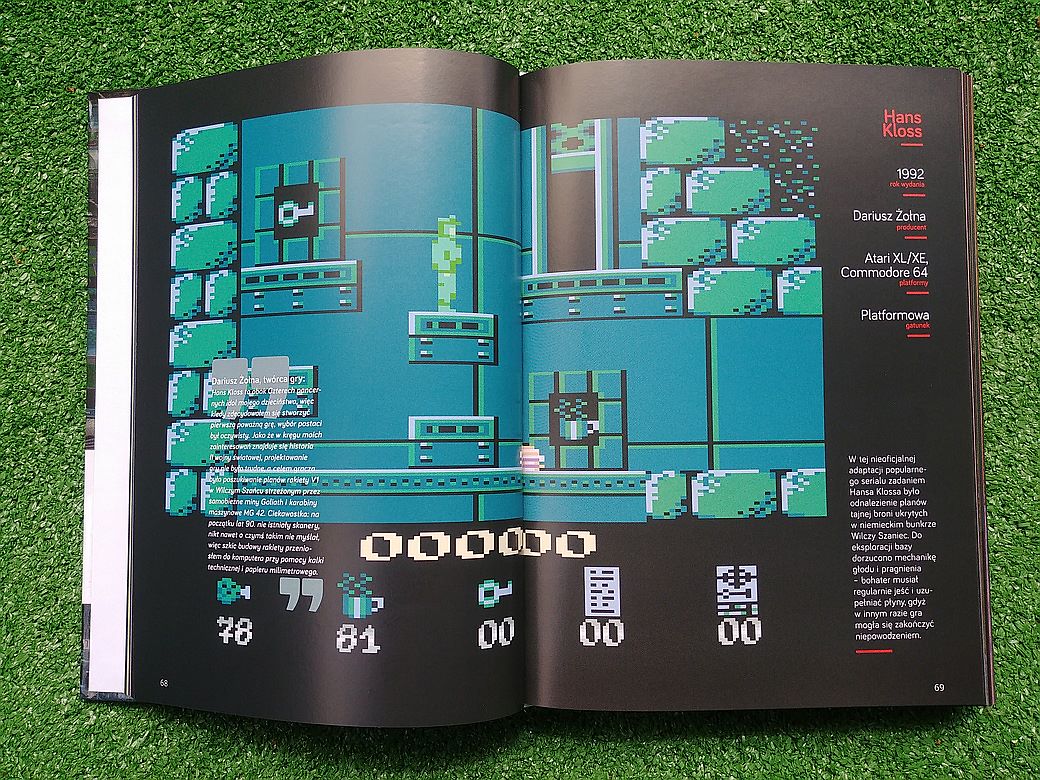 Dariusz Żołna, twórca gry:
Hans Kloss to obok Czterech pancer-
nych idol mojego dzieciństwa, więc
kiedy zdecydowałem się stworzyć
pierwszą poważną grę, wybór postaci
był oczywisty. Jako że w kręgu moich
zainteresowań znajduje się historia
II wojny światowej, projektowanie
gry nie było trudne, a celem gracza
było poszukiwanie planów rakiety V1
w Wilczym Szańcu strzeżonym przez
samobieżne miny Goliath i karabiny
maszynowe MG 42. Ciekawostka: na
początku lat 90. nie istniały skanery,
nikt nawet o czymś takim nie myślał,
więc szkic budowy rakiety przenio-
słem do komputera przy pomocy kalki
technicznej i papieru milimetrowego.
000000
78
81
00
00
00
68
Hans
Kloss
1992
rok wydania
Dariusz Żołna
producent
Atari XL/XE,
Commodore 64
platformy
Platformowa
gatunek
W tej nieoficjalnej
adaptacji popularne-
go serialu zadaniem
Hansa Klossa było
odnalezienie planów
tajnej broni ukrytych
w niemieckim bunkrze
Wilczy Szaniec. Do
eksploracji bazy
dorzucono mechanikę
głodu i pragnienia
– bohater musiał
regularnie jeść i uzu-
pełniać płyny, gdyż
w innym razie gra
mogła się zakończyć
niepowodzeniem.
69